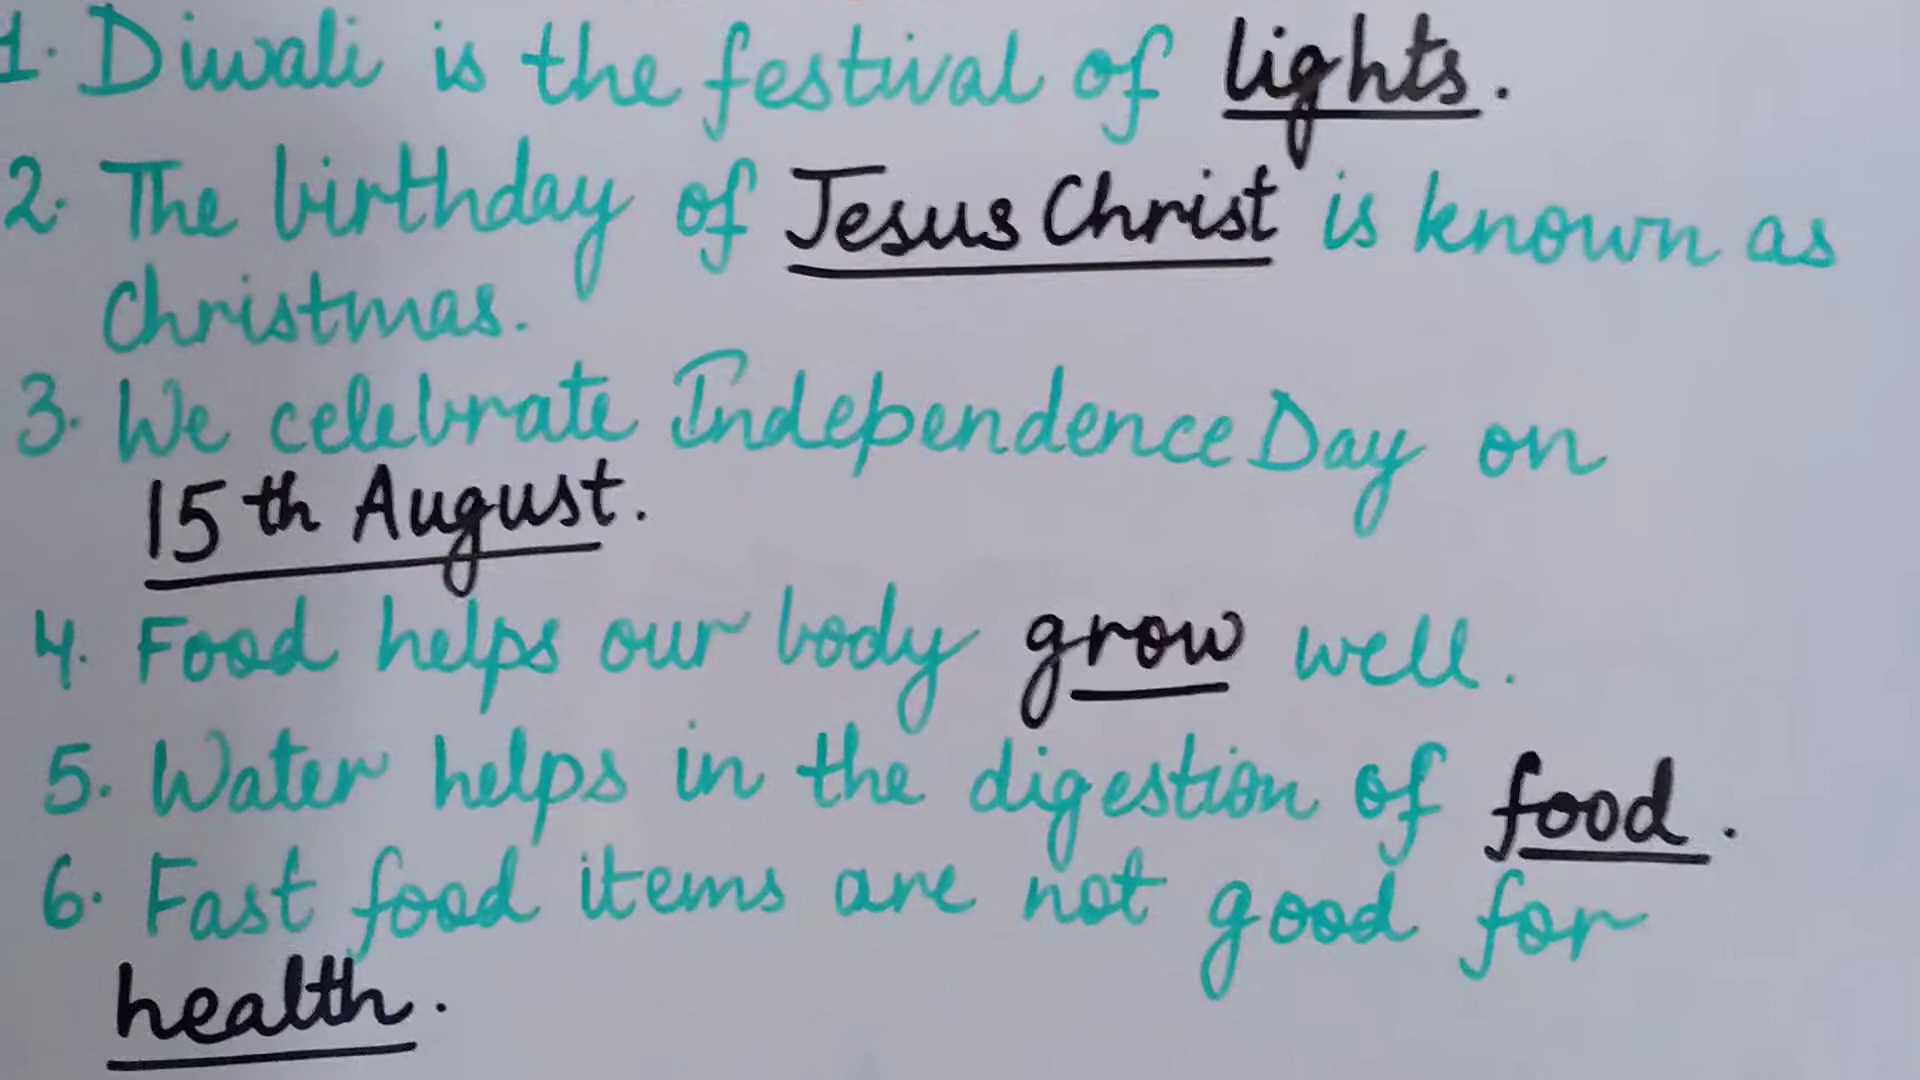 1. Diwali is the festival of lights.
2. The birthday of Jesus Christ is known as
Christmas.
3. We celebrate Independence Day on
15th August.
4. Food helps our body grow well.
5. Water helps in the digestion of food.
6. Fast food items are not good for
health.